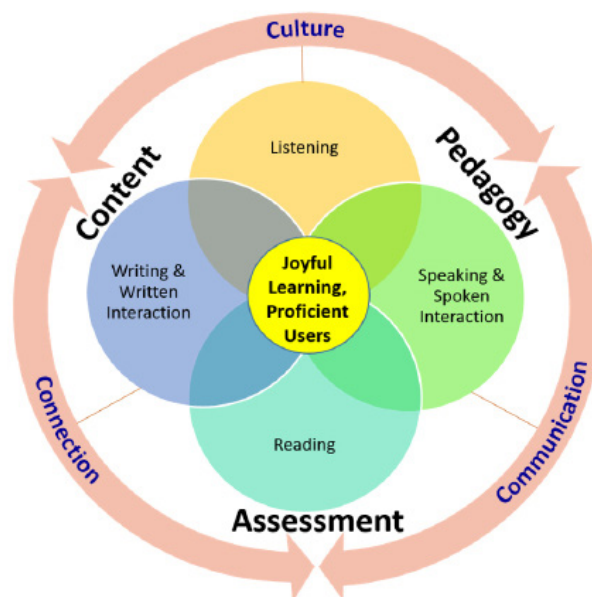 Culture
Content
Pedagogy
Listening
Writing &
Written
Interaction
Joyful
Learning,
Proficient
Users
Speaking &
Spoken
Interaction
Connection
Communication
Reading
Assessment